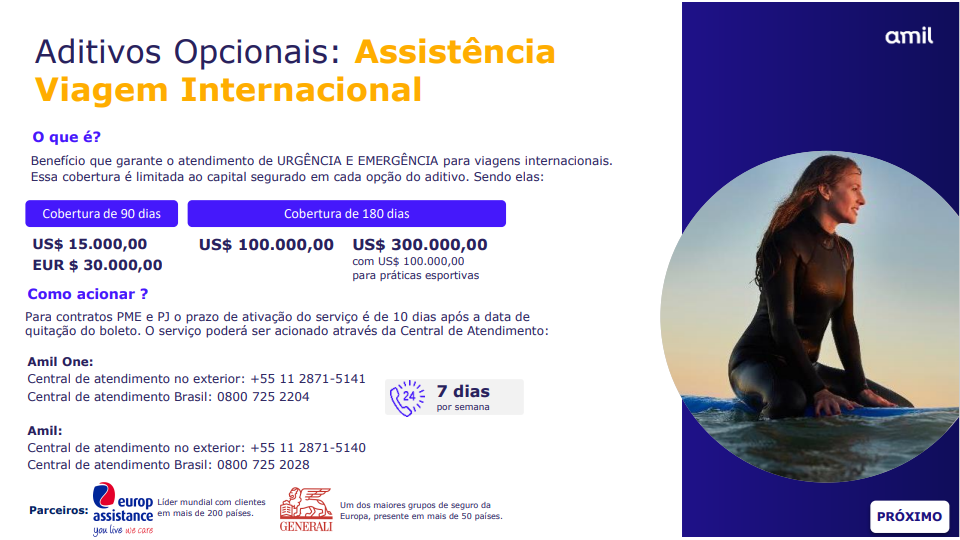 Aditivos Opcionais: Assistência
Viagem Internacional
amil
O que é?
Benefício que garante o atendimento de URGÊNCIA E EMERGÊNCIA para viagens internacionais.
Essa cobertura é limitada ao capital segurado em cada opção do aditivo. Sendo elas:
Cobertura de 90 dias
Cobertura de 180 dias
US$ 15.000,00
EUR $ 30.000,00
US$ 100.000,00
US$ 300.000,00
com US$ 100.000,00
para práticas esportivas
Como acionar ?
Para contratos PME e PJ o prazo de ativação do serviço é de 10 dias após a data de
quitação do boleto. O serviço poderá ser acionado através da Central de Atendimento:
Amil One:
Central de atendimento no exterior: +55 11 2871-5141
Central de atendimento Brasil: 0800 725 2204
24
7 dias
por semana
Amil:
Central de atendimento no exterior: +55 11 2871-5140
Central de atendimento Brasil: 0800 725 2028
Parceiros:
europ
assistance
you live we care
Líder mundial com clientes
em mais de 200 países.
GENERALI
Um dos maiores grupos de seguro da
Europa, presente em mais de 50 países.
PRÓXIMO